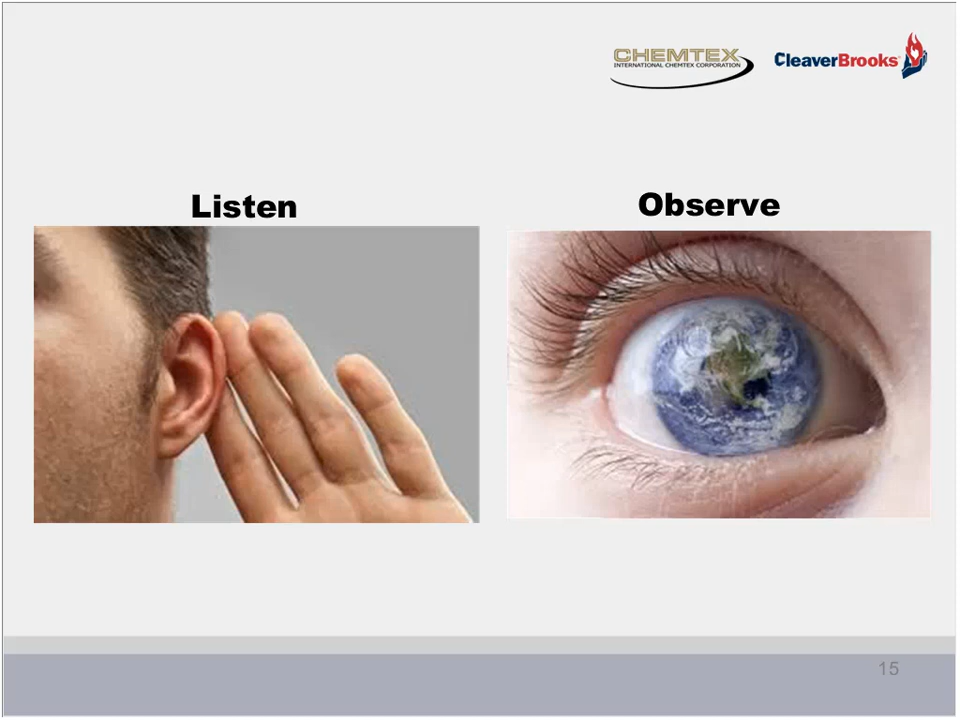 CHEMTEX
INTERNATIONAL CHEMTEX CORPORATION
CleaverBrooks
Listen
Observe
15